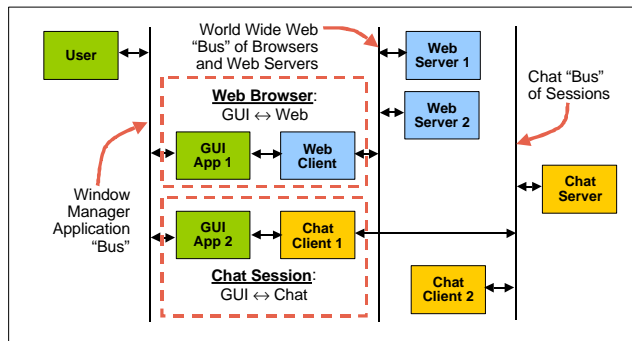 World Wide Web
“Bus” of Browsers
and Web Servers
User
Web
Server 1
Chat “Bus”
of Sessions
Web Browser:
GUI ↔ Web
Web
Server 2
GUI
App 1
Web
Client
Window
Manager
Application
“Bus”
Chat
Server
GUI
App 2
Chat
Client 1
Chat Session:
GUI ↔ Chat
Chat
Client 2